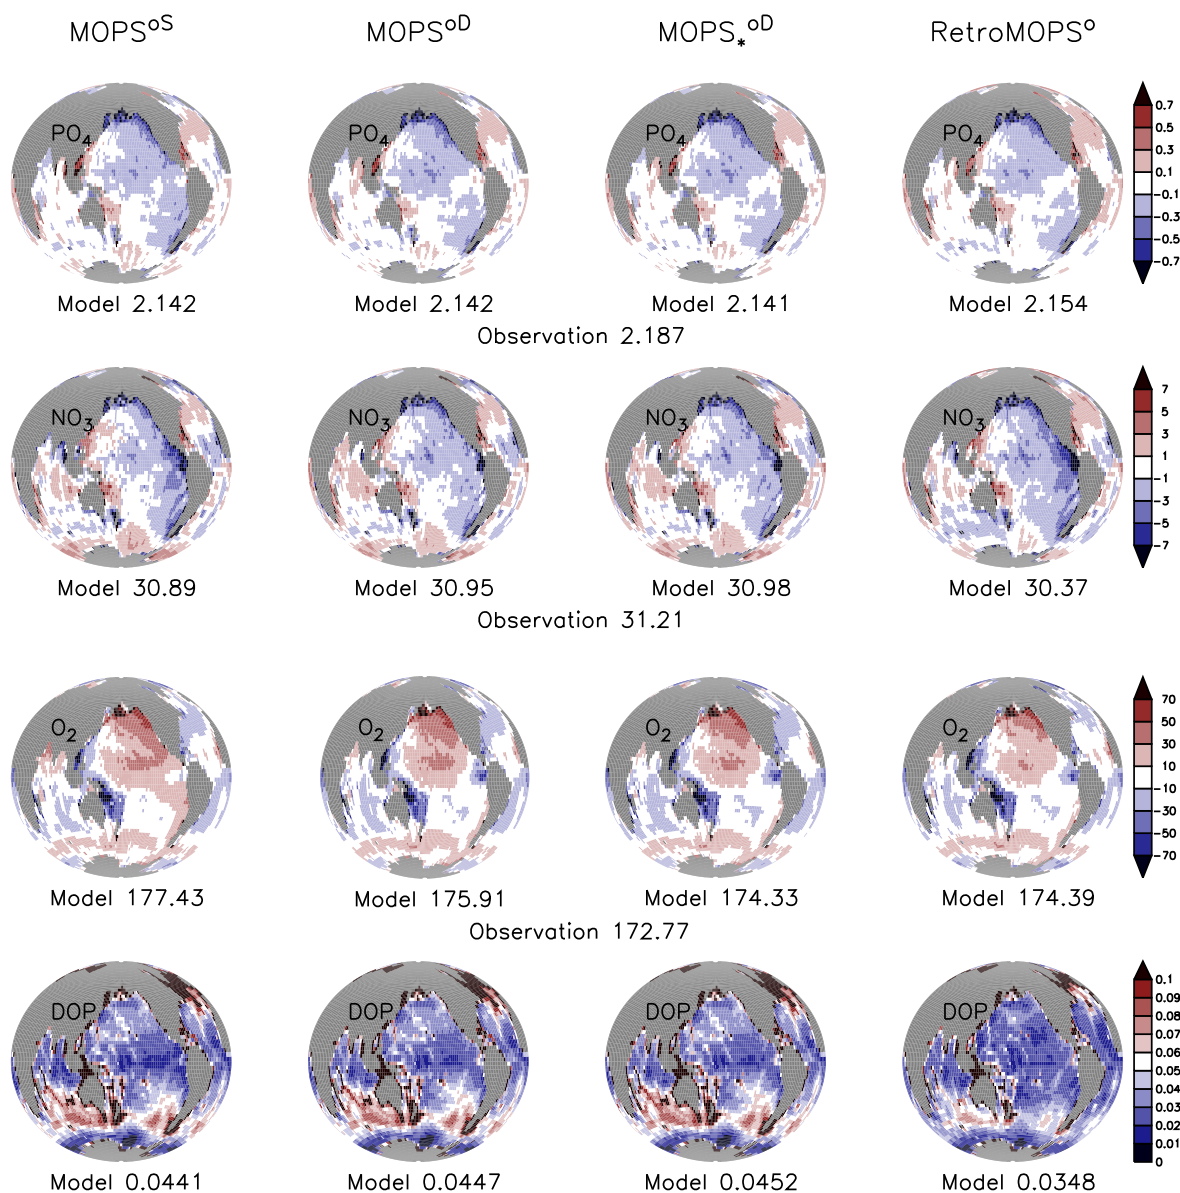 MOPS^oS MOPS^oD MOPS_*^oD RetroMOPS^o
PO4 PO4 PO4 PO4
0.7
0.5
0.3
0.1
-0.1
-0.3
-0.5
-0.7
Model 2.142 Model 2.142 Model 2.141 Model 2.154
Observation 2.187
NO3 NO3 NO3 NO3
7
5
3
1
-1
-3
-5
-7
Model 30.89 Model 30.95 Model 30.98 Model 30.37
Observation 31.21
O2 O2 O2 O2
70
50
30
10
-10
-30
-50
-70
Model 177.43 Model 175.91 Model 174.33 Model 174.39
Observation 172.77
DOP DOP DOP DOP
0.1
0.09
0.08
0.07
0.06
0.05
0.04
0.03
0.02
0.01
0
Model 0.0441 Model 0.0447 Model 0.0452 Model 0.0348